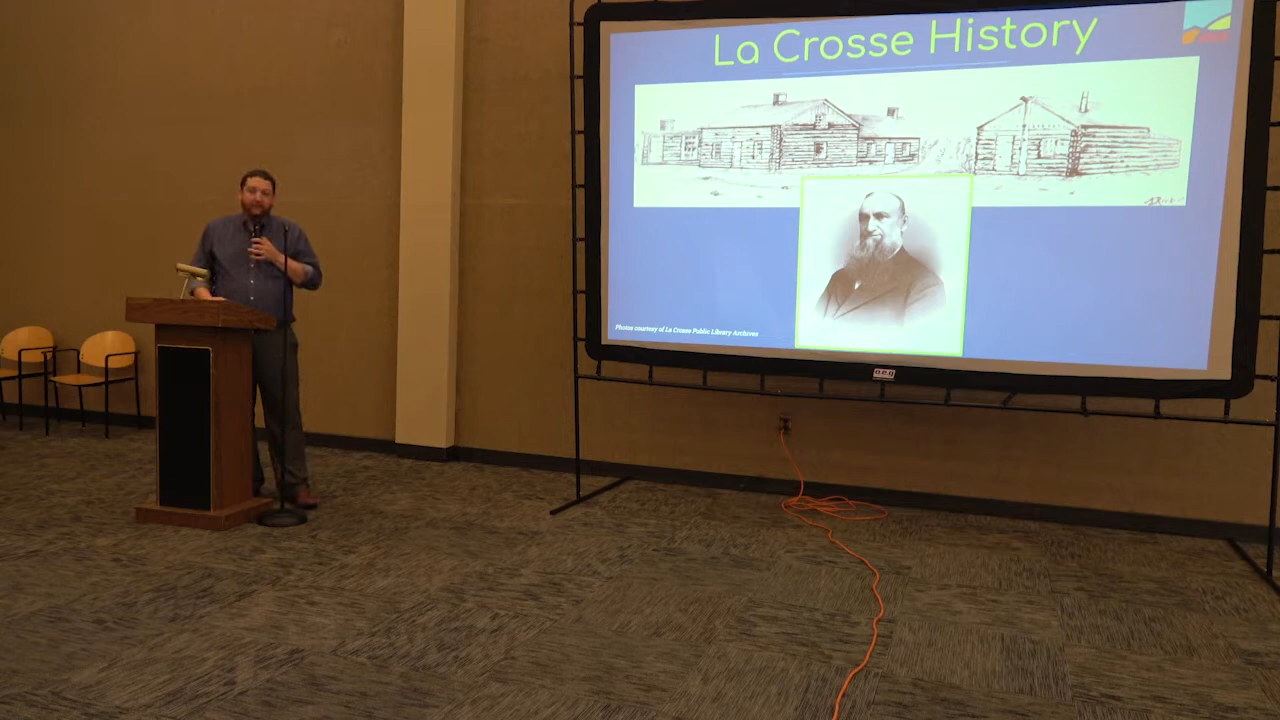 La Crosse History
Photos courtesy of La Crosse Public Library Archives